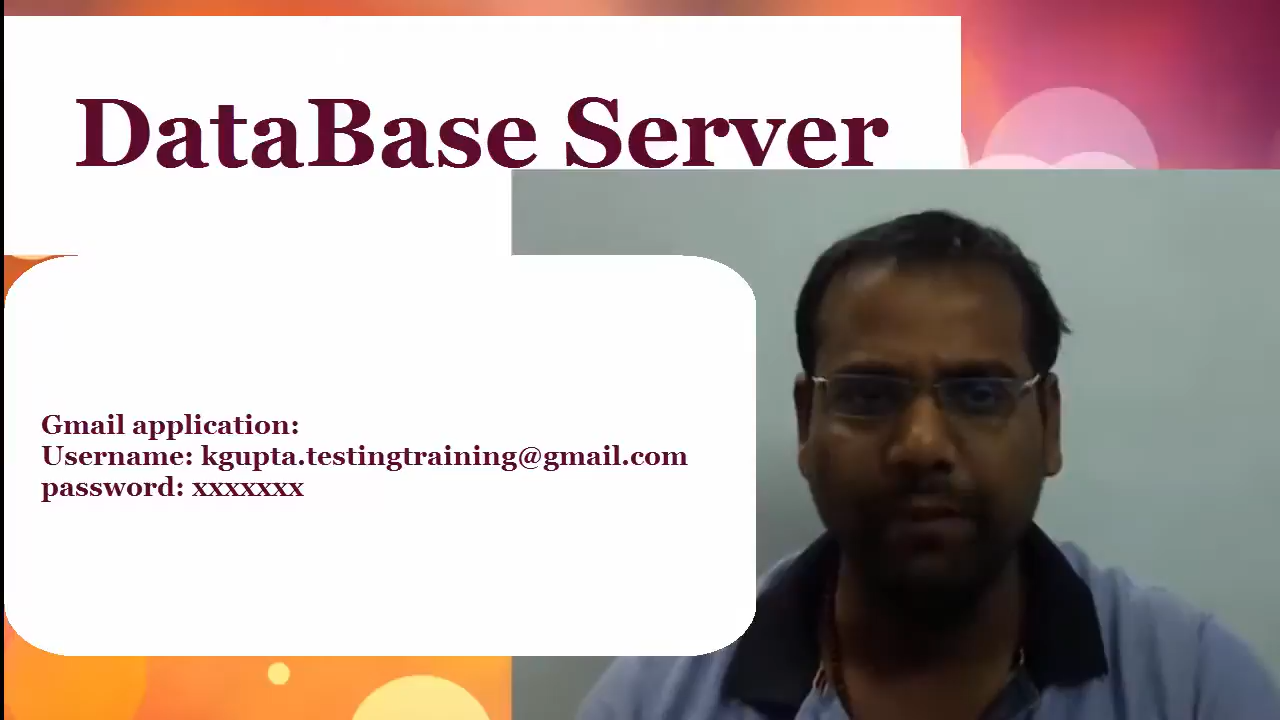 DataBase Server
Gmail application:
Username: kgupta.testingtraining@gmail.com
password: xxxxxxx